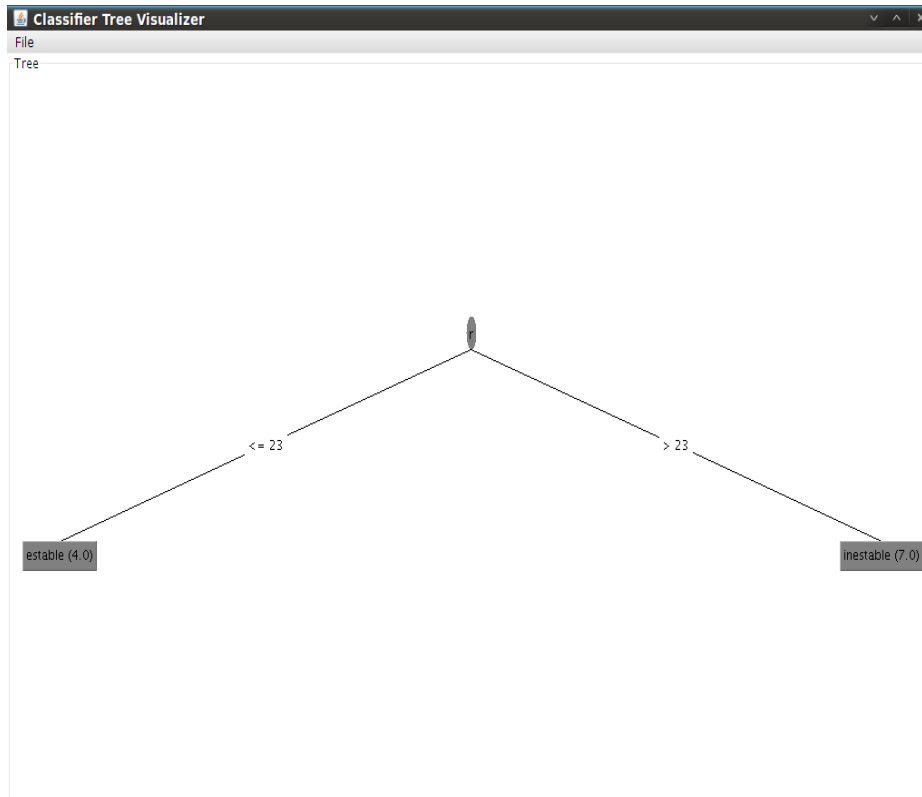 Classifier Tree Visualizer
File
Tree
r
<= 23
> 23
estable (4.0)
inestable (7.0)